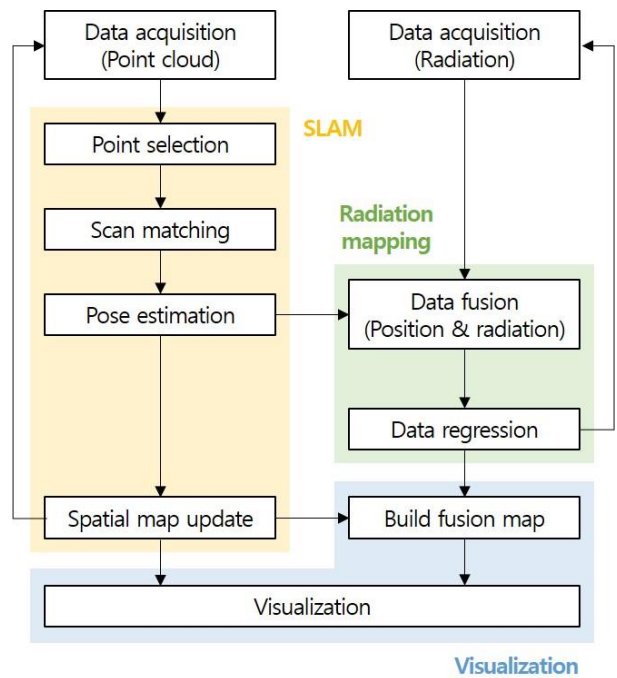 Data acquisition
(Point cloud)
Data acquisition
(Radiation)
SLAM
Point selection
Scan matching
Radiation
mapping
Pose estimation
Data fusion
(Position & radiation)
Data regression
Spatial map update
Build fusion map
Visualization
Visualization